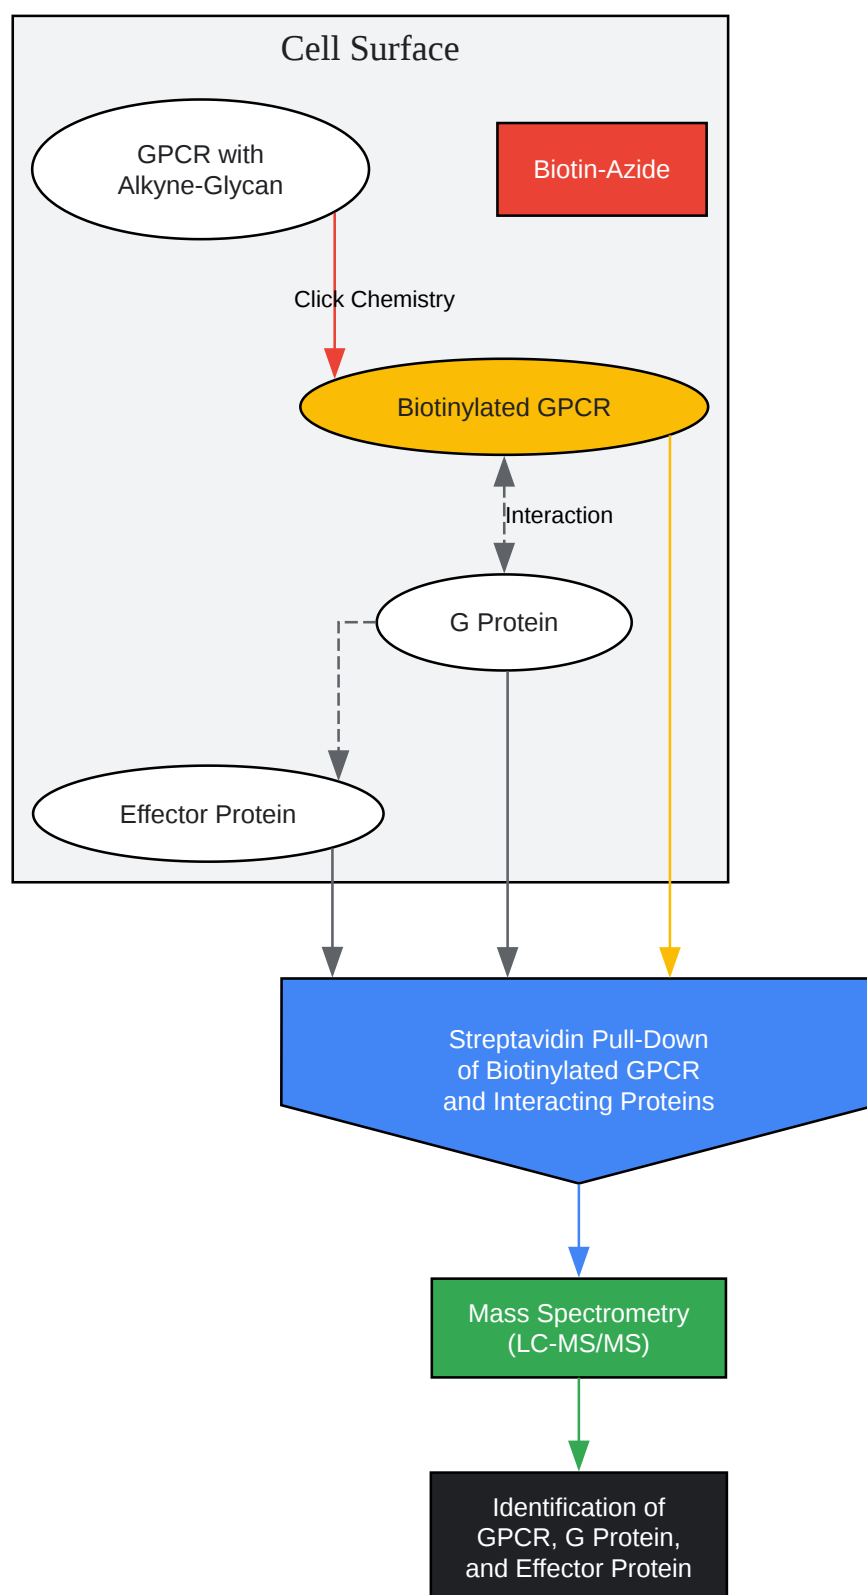 Cell Surface
GPCR with
Alkyne-Glycan
Biotin-Azide
Click Chemistry
Biotinylated GPCR
Interaction
G Protein
Effector Protein
Streptavidin Pull-Down
of Biotinylated GPCR
and Interacting Proteins
Mass Spectrometry
(LC-MS/MS)
Identification of
GPCR, G Protein,
and Effector Protein